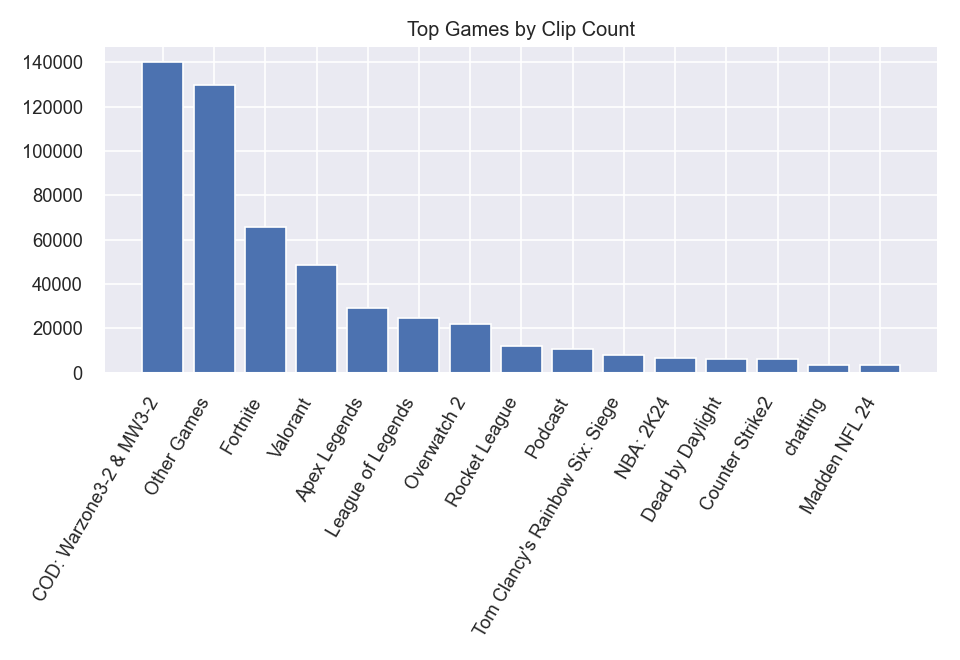 Top Games by Clip Count
140000
120000
100000
80000
60000
40000
20000
0
COD: Warzone3-2 & MW3-2
Other Games
Fortnite
Valorant
Apex Legends
League of Legends
Overwatch 2
Rocket League
Podcast
Tom Clancy's Rainbow Six: Siege
NBA: 2K24
Dead by Daylight
Counter Strike2
chatting
Madden NFL 24